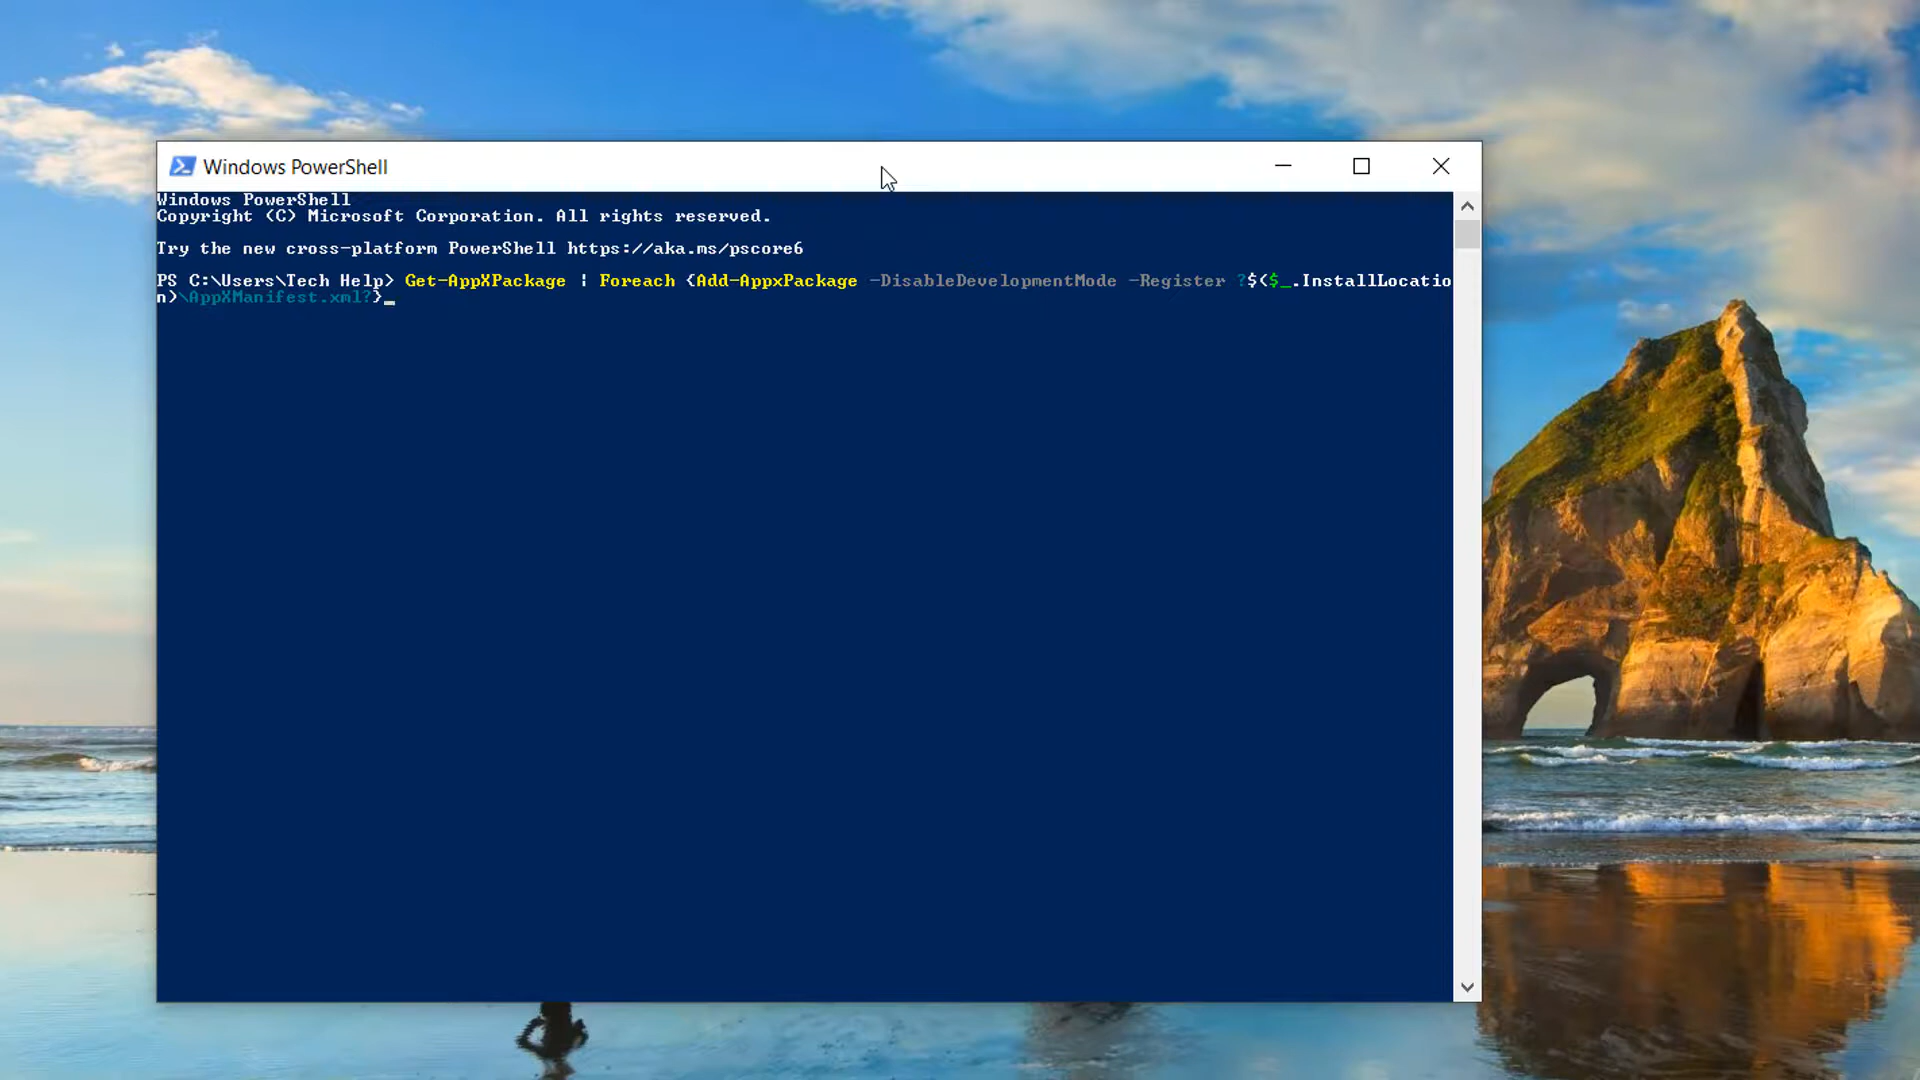 Windows PowerShell
Windows PowerShell
Copyright (C) Microsoft Corporation. All rights reserved.
Try the new cross-platform PowerShell https://aka.ms/pscore6
PS C:\Users\Tech Help> Get-AppXPackage | Foreach {Add-AppxPackage -DisableDevelopmentMode -Register ?$($_.InstallLocatio
n)\AppXManifest.xml?}_